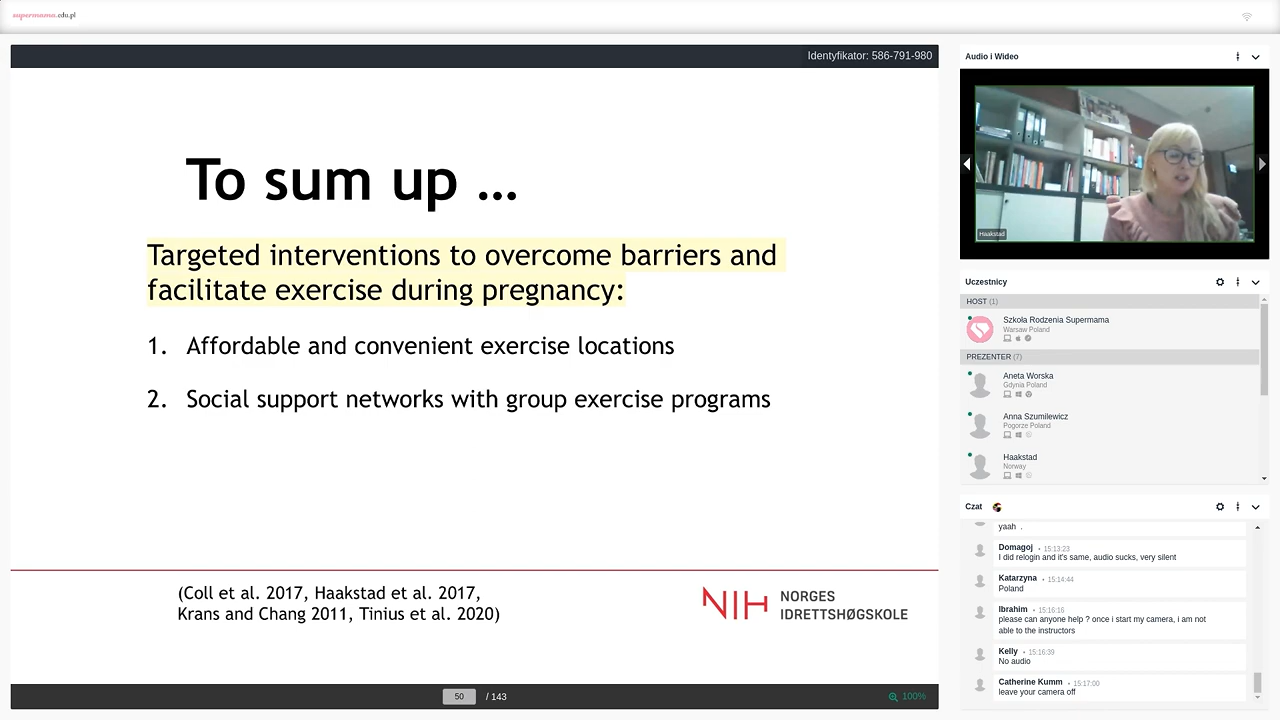 supermama.edu.pl
Identyfikator: 586-791-980
To sum up ...
Targeted interventions to overcome barriers and
facilitate exercise during pregnancy:
1. Affordable and convenient exercise locations
2. Social support networks with group exercise programs
(Coll et al. 2017, Haakstad et al. 2017,
Krans and Chang 2011, Tinius et al. 2020)
NIH NORGES
IDRETTSHØGSKOLE
50 / 143
100%
Audio i Wideo
Haakstad
Uczestnicy
HOST (1)
Szkoła Rodzenia Supermama
Warsaw Poland
PREZENTER (7)
Aneta Worska
Gdynia Poland
Anna Szumilewicz
Pogorze Poland
Haakstad
Norway
Czat
yaah .
Domagoj • 15:13:23
I did relogin and it's same, audio sucks, very silent
Katarzyna • 15:14:44
Poland
Ibrahim • 15:16:16
please can anyone help ? once i start my camera, i am not
able to the instructors
Kelly • 15:16:39
No audio
Catherine Kumm • 15:17:00
leave your camera off